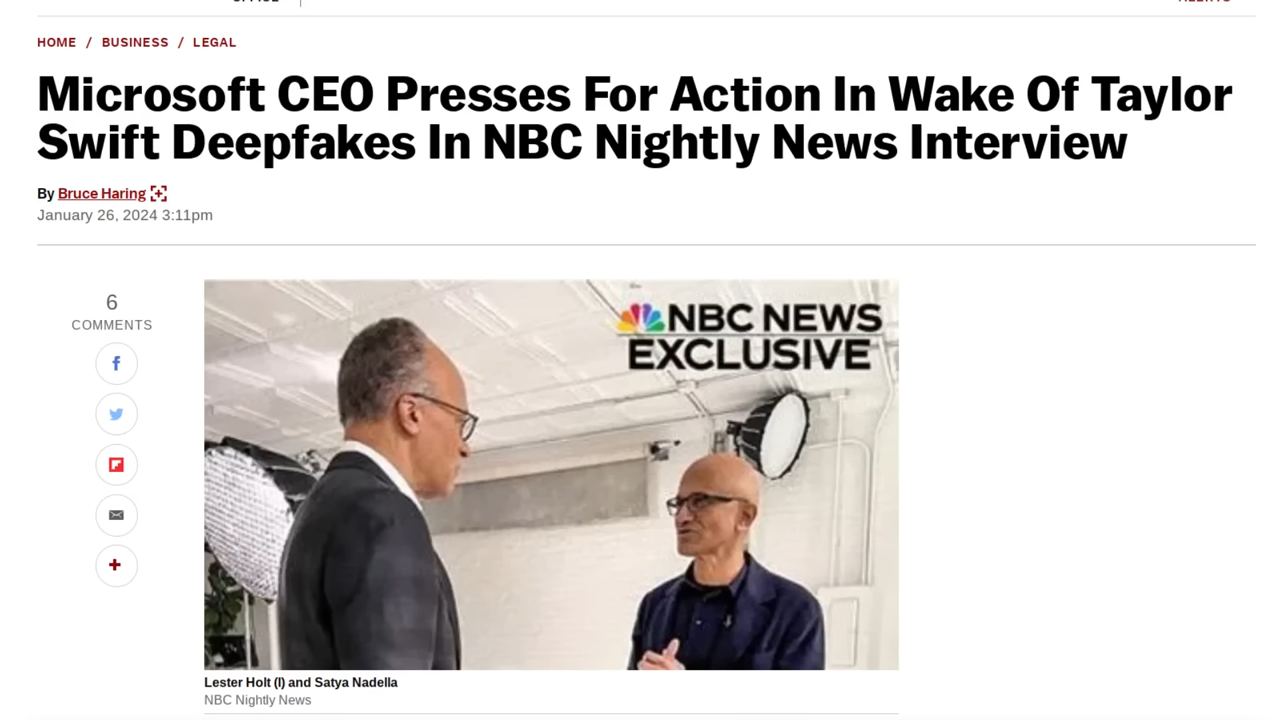 HOME / BUSINESS / LEGAL
Microsoft CEO Presses For Action In Wake Of Taylor
Swift Deepfakes In NBC Nightly News Interview
By Bruce Haring
January 26, 2024 3:11pm
6
COMMENTS
NBC NEWS
EXCLUSIVE
Lester Holt (l) and Satya Nadella
NBC Nightly News